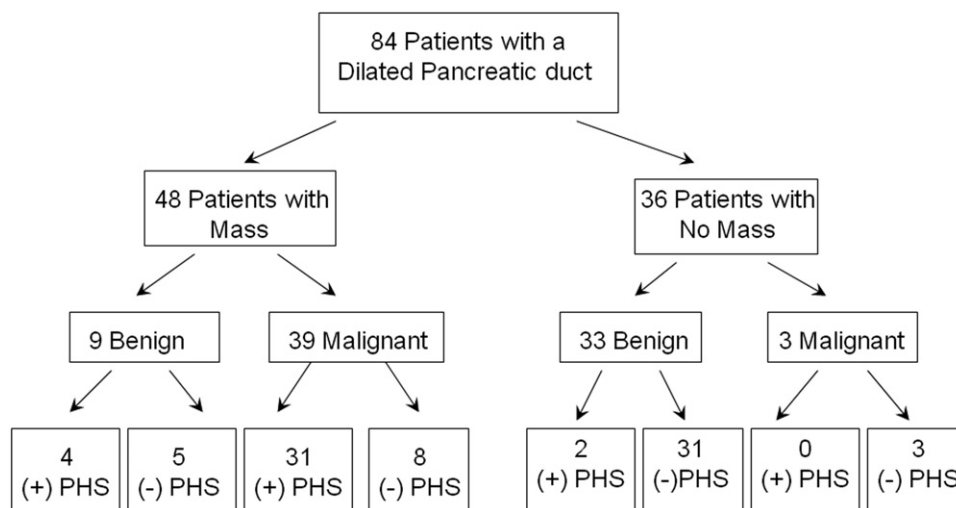 84 Patients with a
Dilated Pancreatic duct
48 Patients with
Mass
36 Patients with
No Mass
9 Benign
39 Malignant
33 Benign
3 Malignant
4
(+) PHS
5
(-) PHS
31
(+) PHS
8
(-) PHS
2
(+) PHS
31
(-)PHS
0
(+) PHS
3
(-) PHS